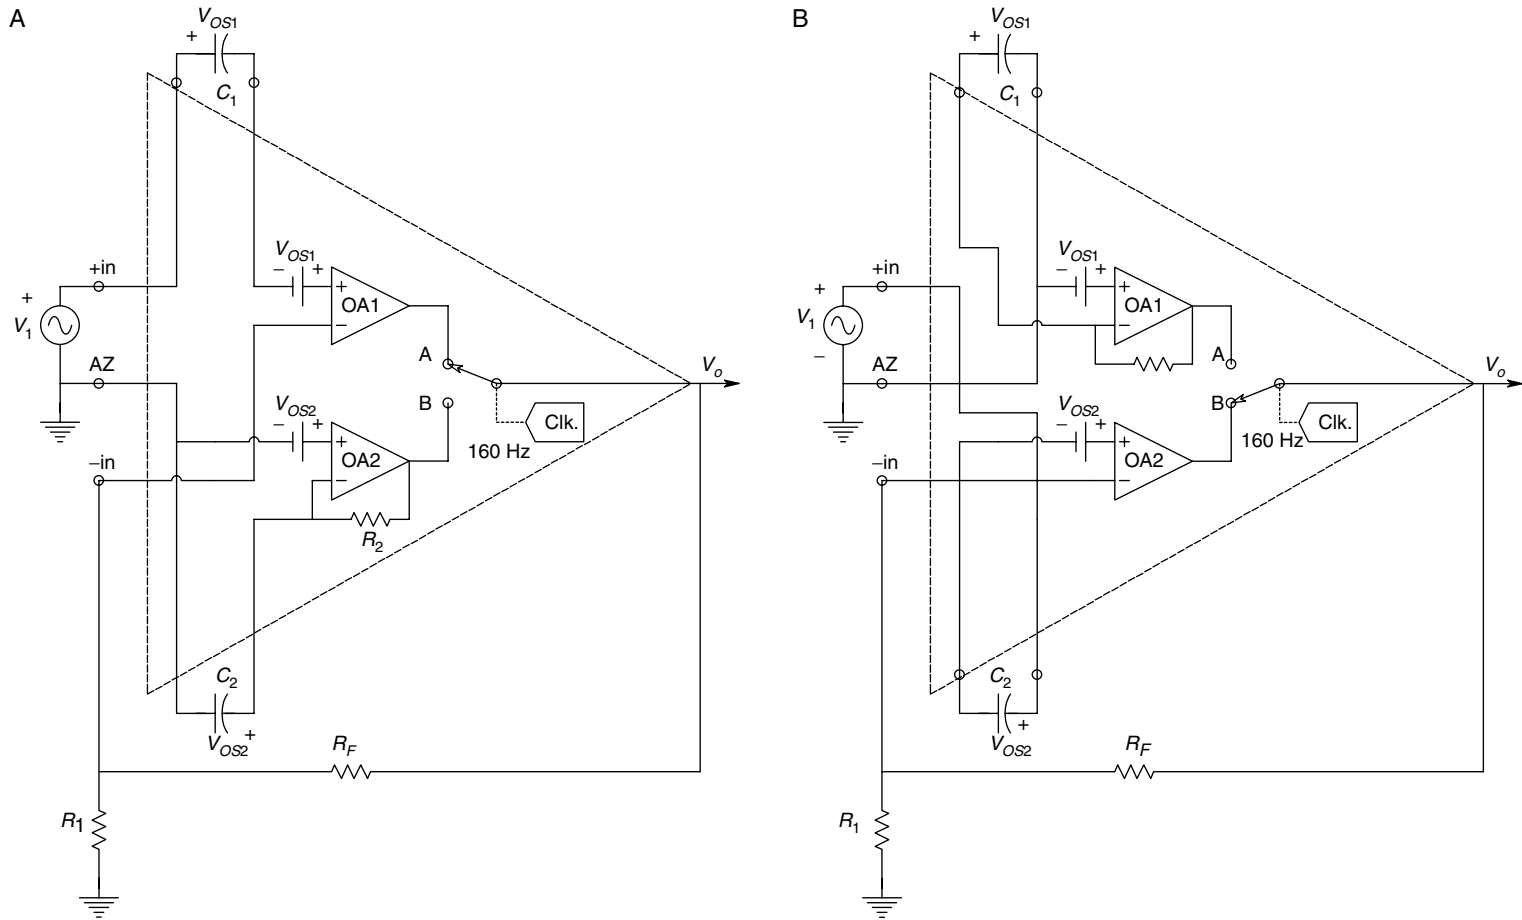 A
V_OS1
+
C_1
V_OS1
− +
+in
+
OA1
−
+
V_1
A
AZ
V_o
B
V_OS2
− +
Clk.
+
OA2
160 Hz
−in
−
R_2
C_2
V_OS2 +
R_F
R1
B
V_OS1
+
C_1
V_OS1
− +
+in
+
OA1
−
+
V_1
−
A
AZ
V_o
B
V_OS2
− +
Clk.
+
OA2
160 Hz
−in
−
C_2
+
V_OS2
R_F
R_1